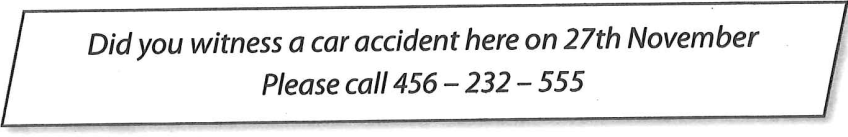 Did you witness a car accident here on 27th November
Please call 456 – 232 – 555